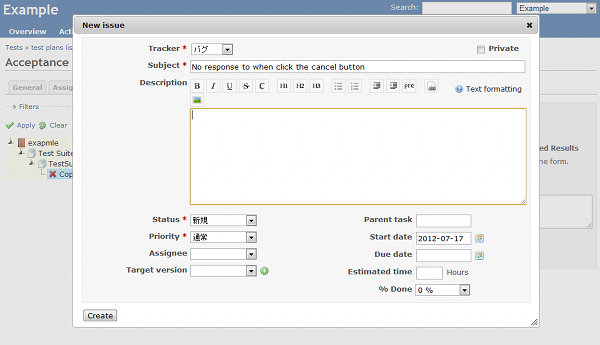 Example
Search:
Example
Overview
New issue
Tests » test plans lis
Acceptance
General
Assig
Filters
Apply
Clear
exapmle
Test Suite
TestSu
Cop
Tracker *
バグ
Private
Subject *
No response to when click the cancel button
Description
B I U S C H1 H2 H3 pre
Text formatting
Status *
新規
Parent task
Priority *
通常
Start date
2012-07-17
Assignee
Due date
Target version
Estimated time
Hours
% Done
0 %
Create
ed Results
he form.